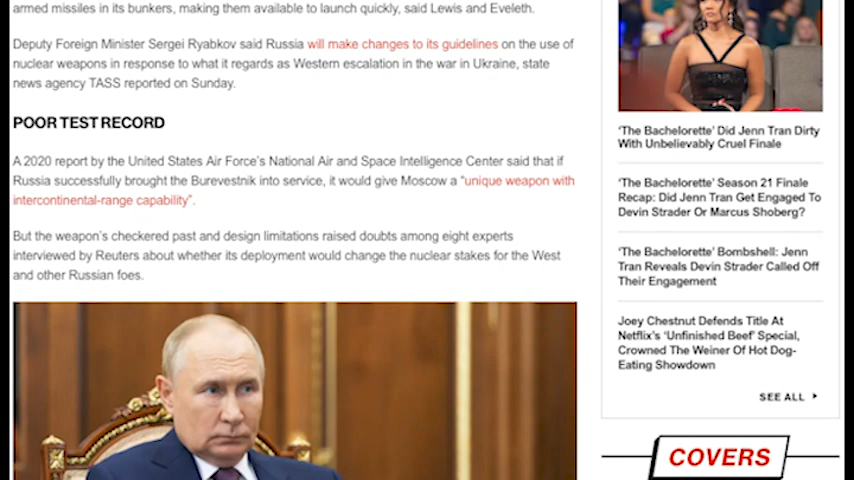 armed missiles in its bunkers, making them available to launch quickly, said Lewis and Eveleth.
Deputy Foreign Minister Sergei Ryabkov said Russia will make changes to its guidelines on the use of
nuclear weapons in response to what it regards as Western escalation in the war in Ukraine, state
news agency TASS reported on Sunday.
POOR TEST RECORD
A 2020 report by the United States Air Force's National Air and Space Intelligence Center said that if
Russia successfully brought the Burevestnik into service, it would give Moscow a "unique weapon with
intercontinental-range capability".
But the weapon's checkered past and design limitations raised doubts among eight experts
interviewed by Reuters about whether its deployment would change the nuclear stakes for the West
and other Russian foes.
'The Bachelorette' Did Jenn Tran Dirty
With Unbelievably Cruel Finale
'The Bachelorette' Season 21 Finale
Recap: Did Jenn Tran Get Engaged To
Devin Strader Or Marcus Shoberg?
'The Bachelorette' Bombshell: Jenn
Tran Reveals Devin Strader Called Off
Their Engagement
Joey Chestnut Defends Title At
Netflix's 'Unfinished Beef' Special,
Crowned The Weiner Of Hot Dog-
Eating Showdown
SEE ALL
COVERS